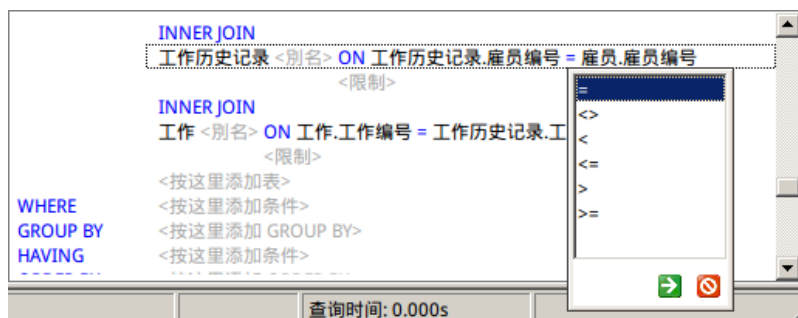 INNER JOIN
工作历史记录 <别名> ON 工作历史记录.雇员编号 = 雇员.雇员编号
<限制>
INNER JOIN
工作 <别名> ON 工作.工作编号 = 工作历史记录.工
<限制>
<按这里添加表>
WHERE <按这里添加条件>
GROUP BY <按这里添加 GROUP BY>
HAVING <按这里添加条件>
=
<>
<
<=
>
>=
查询时间: 0.000s